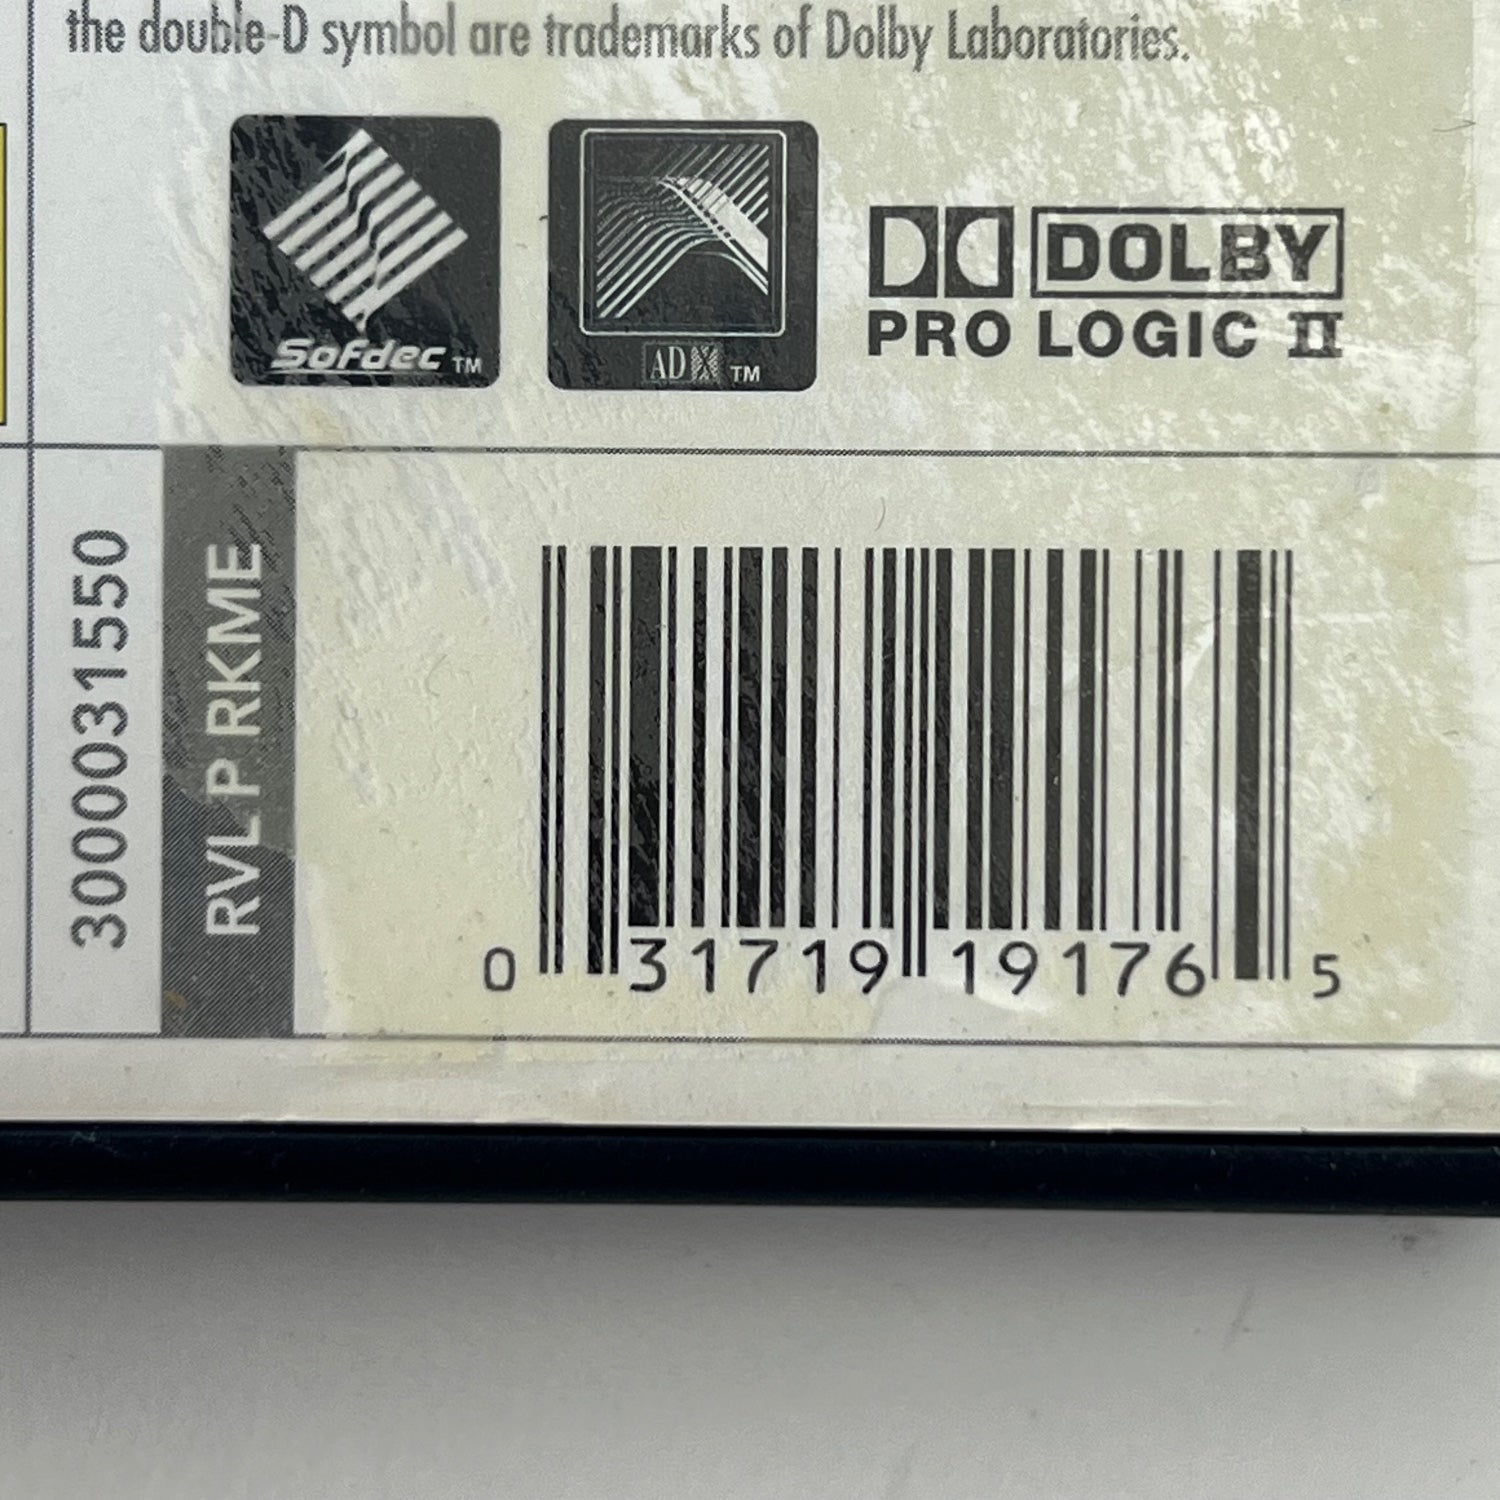 the double-D symbol are trademarks of Dolby Laboratories.
Sofdec TM
ADX TM
DOLBY
PRO LOGIC II
3000031550
RVL P RKME
0 31719 19176 5